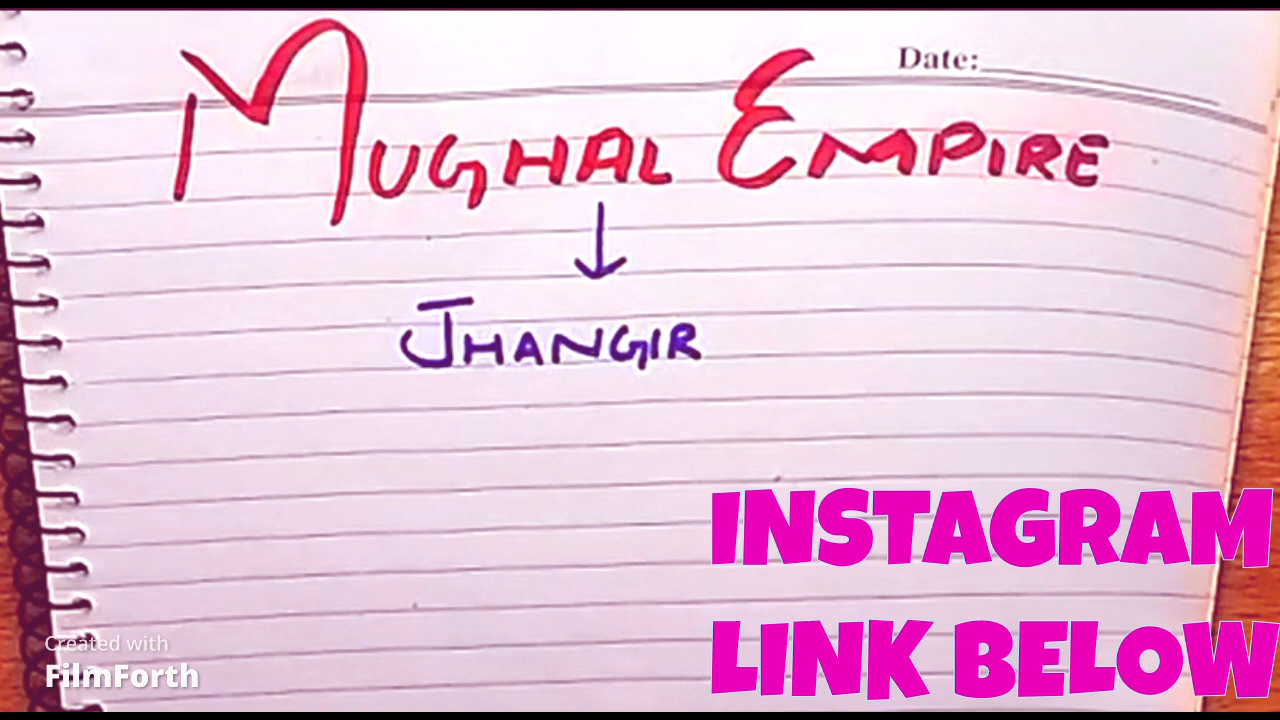 Date:
MUGHAL EMPIRE
↓
JHANGIR
INSTAGRAM
LINK BELOW
Created with
FilmForth